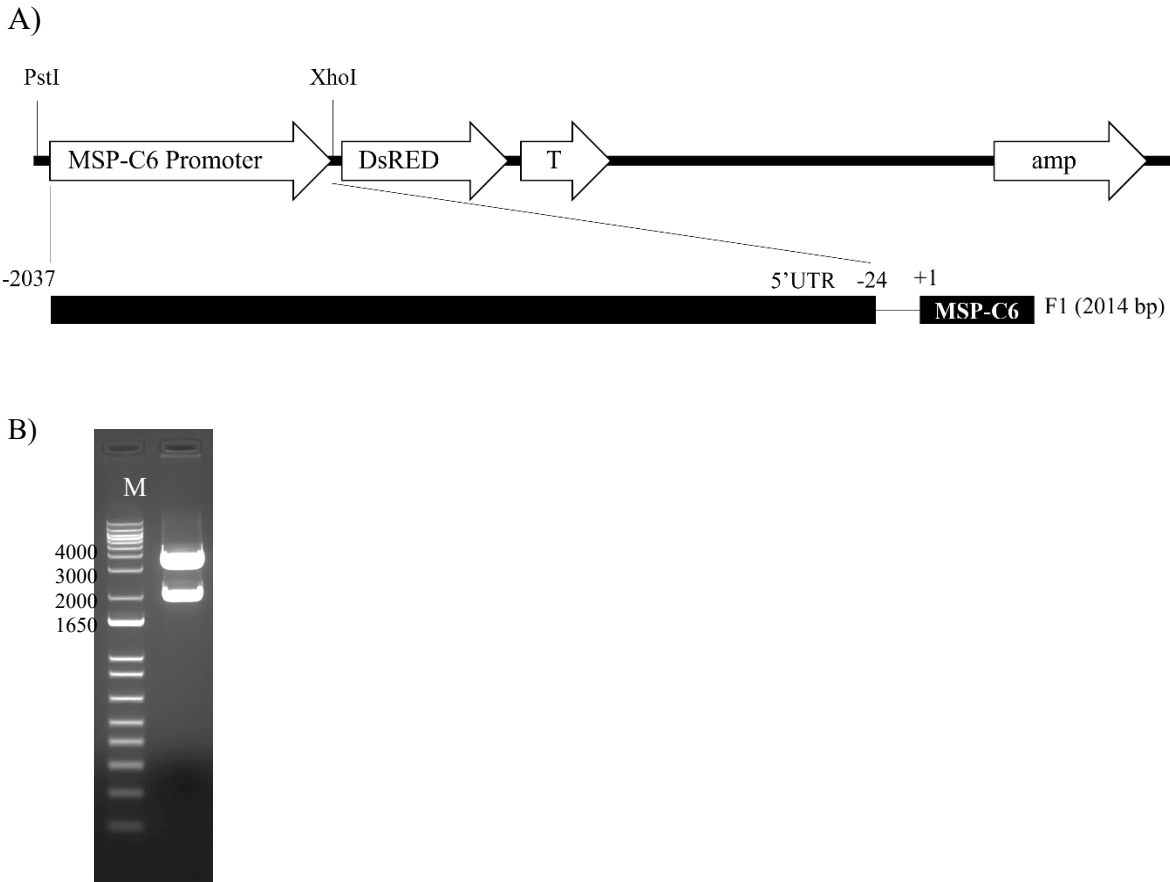 A)
PstI XhoI
MSP-C6 Promoter DsRED T amp
-2037 5’UTR -24 +1
MSP-C6 F1 (2014 bp)
B)
M
4000
3000
2000
1650